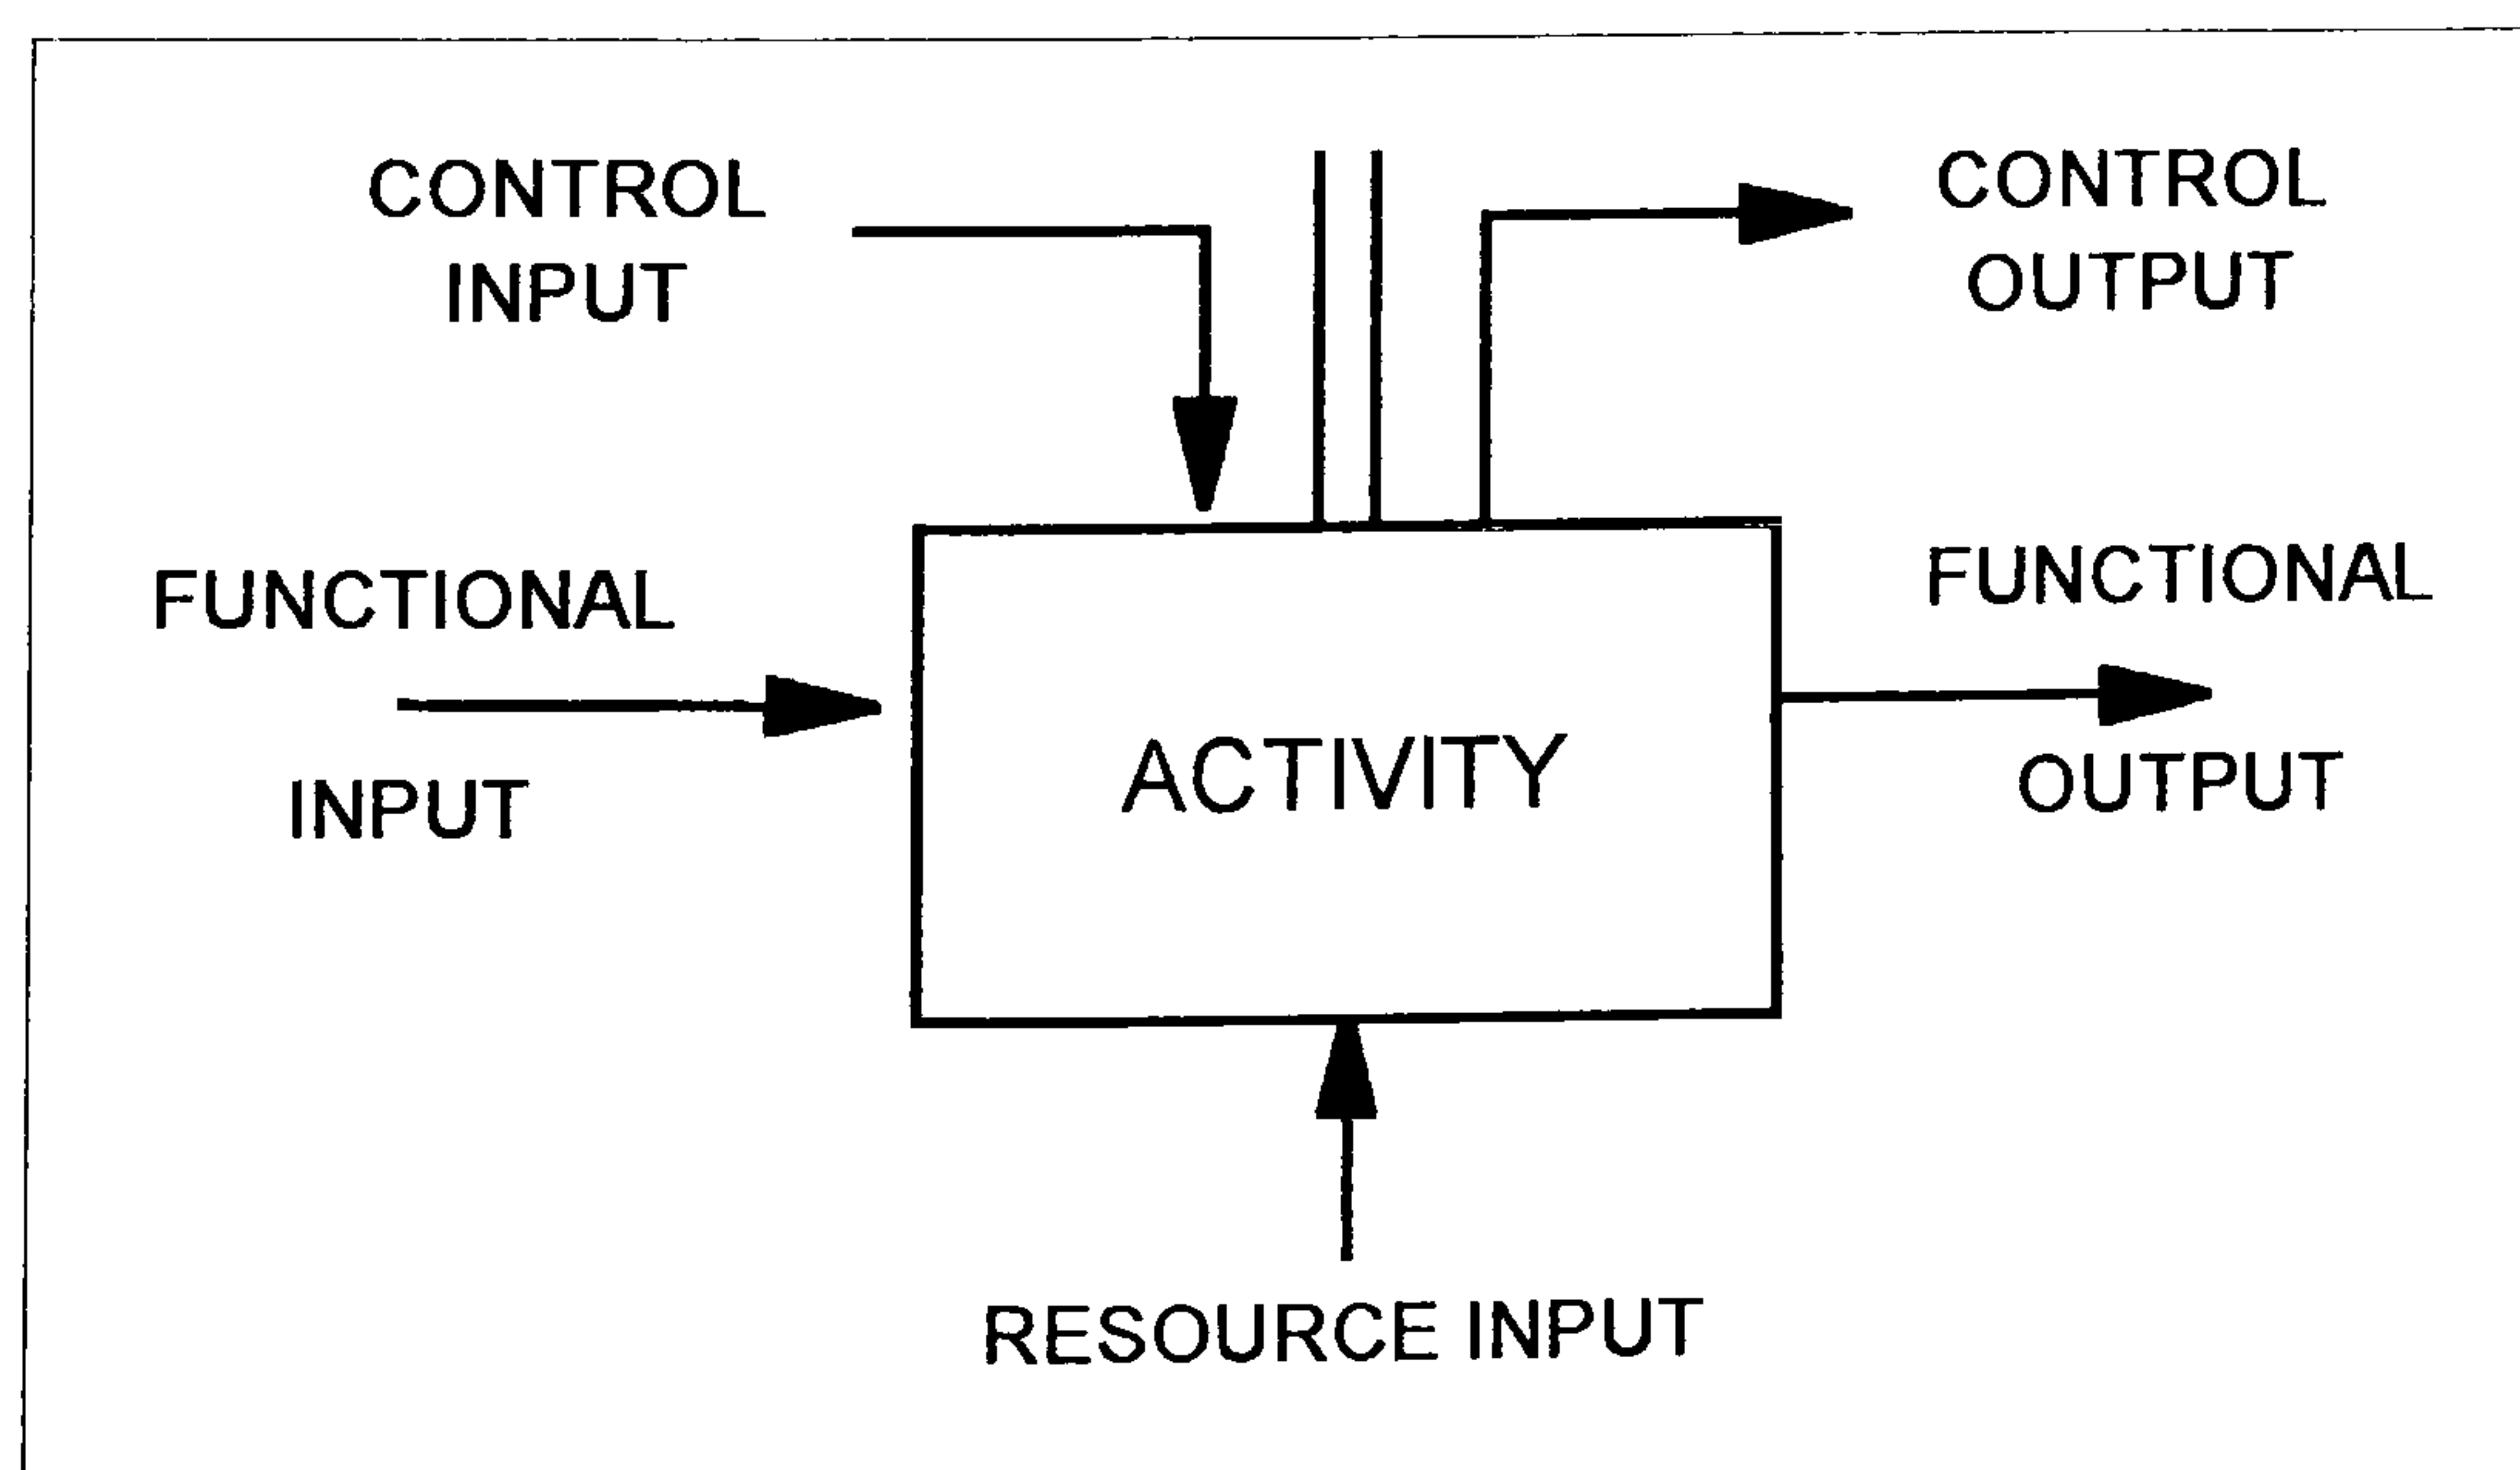 CONTROL
INPUT
CONTROL
OUTPUT
FUNCTIONAL
INPUT
FUNCTIONAL
OUTPUT
ACTIVITY
RESOURCE INPUT